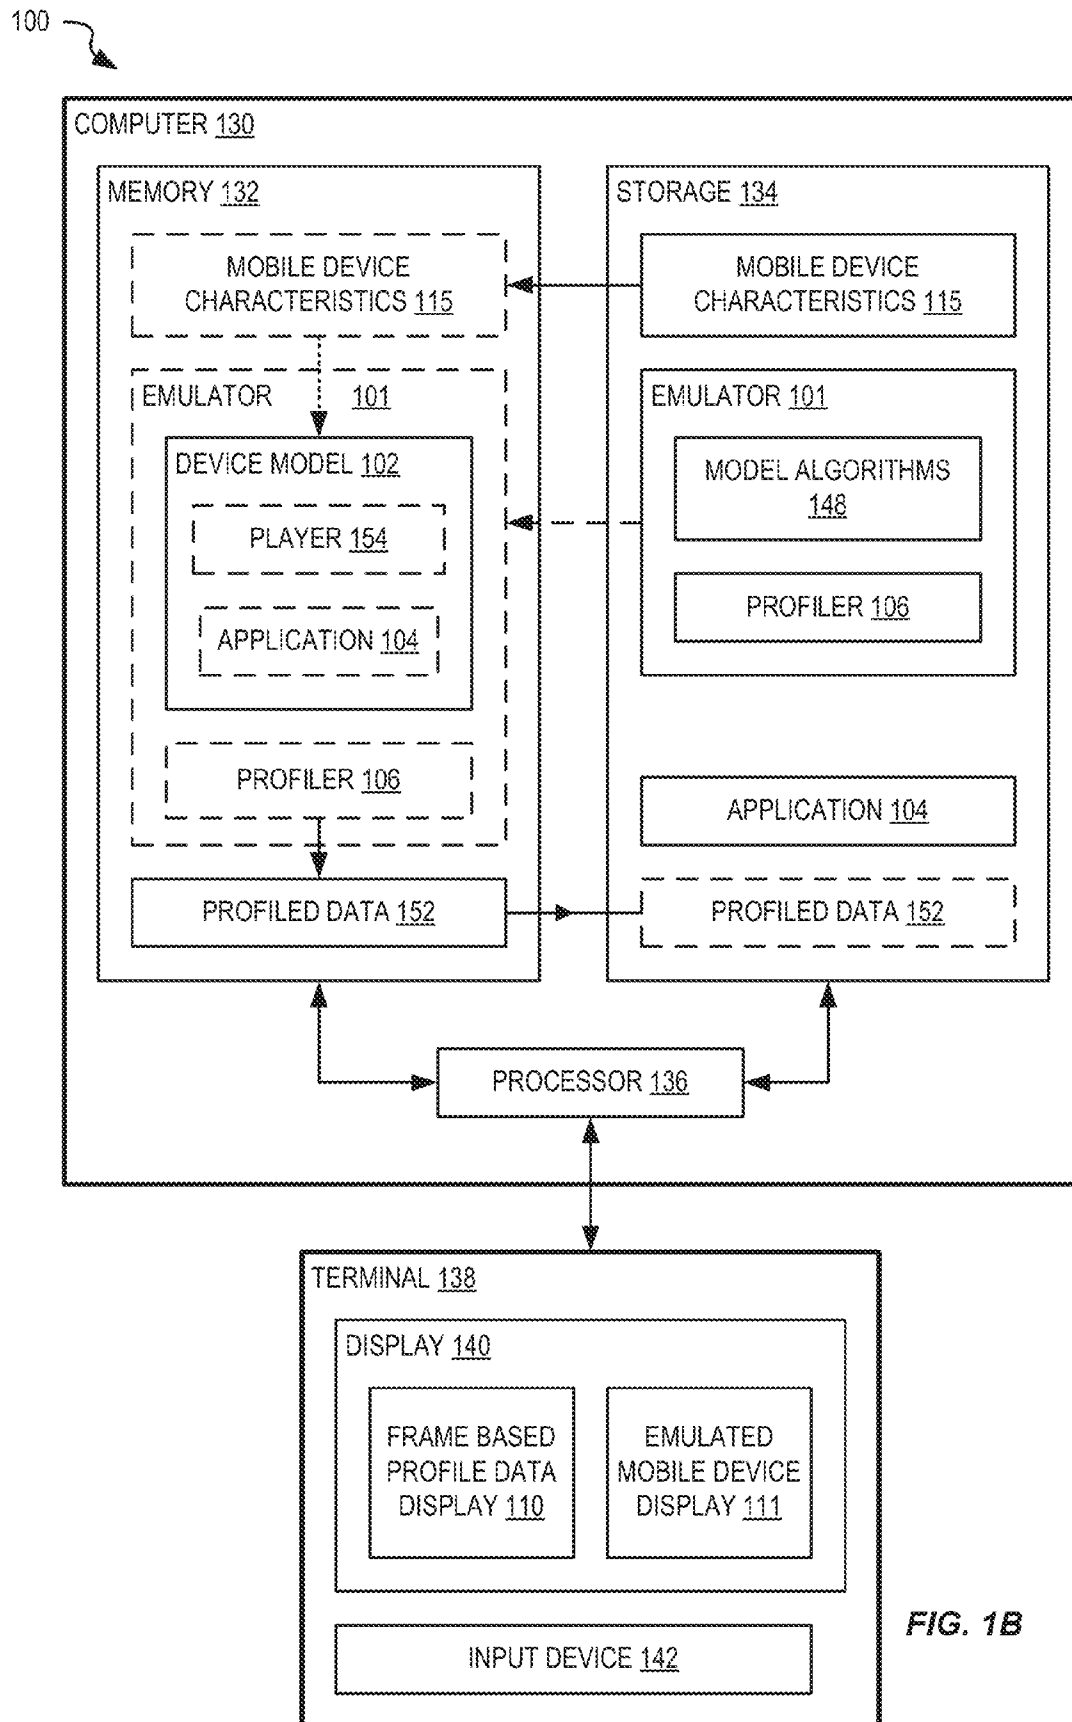 100
COMPUTER 130
MEMORY 132
MOBILE DEVICE
CHARACTERISTICS 115
EMULATOR 101
DEVICE MODEL 102
PLAYER 154
APPLICATION 104
PROFILER 106
PROFILED DATA 152
STORAGE 134
MOBILE DEVICE
CHARACTERISTICS 115
EMULATOR 101
MODEL ALGORITHMS
148
PROFILER 106
APPLICATION 104
PROFILED DATA 152
PROCESSOR 136
TERMINAL 138
DISPLAY 140
FRAME BASED
PROFILE DATA
DISPLAY 110
EMULATED
MOBILE DEVICE
DISPLAY 111
INPUT DEVICE 142
FIG. 1B